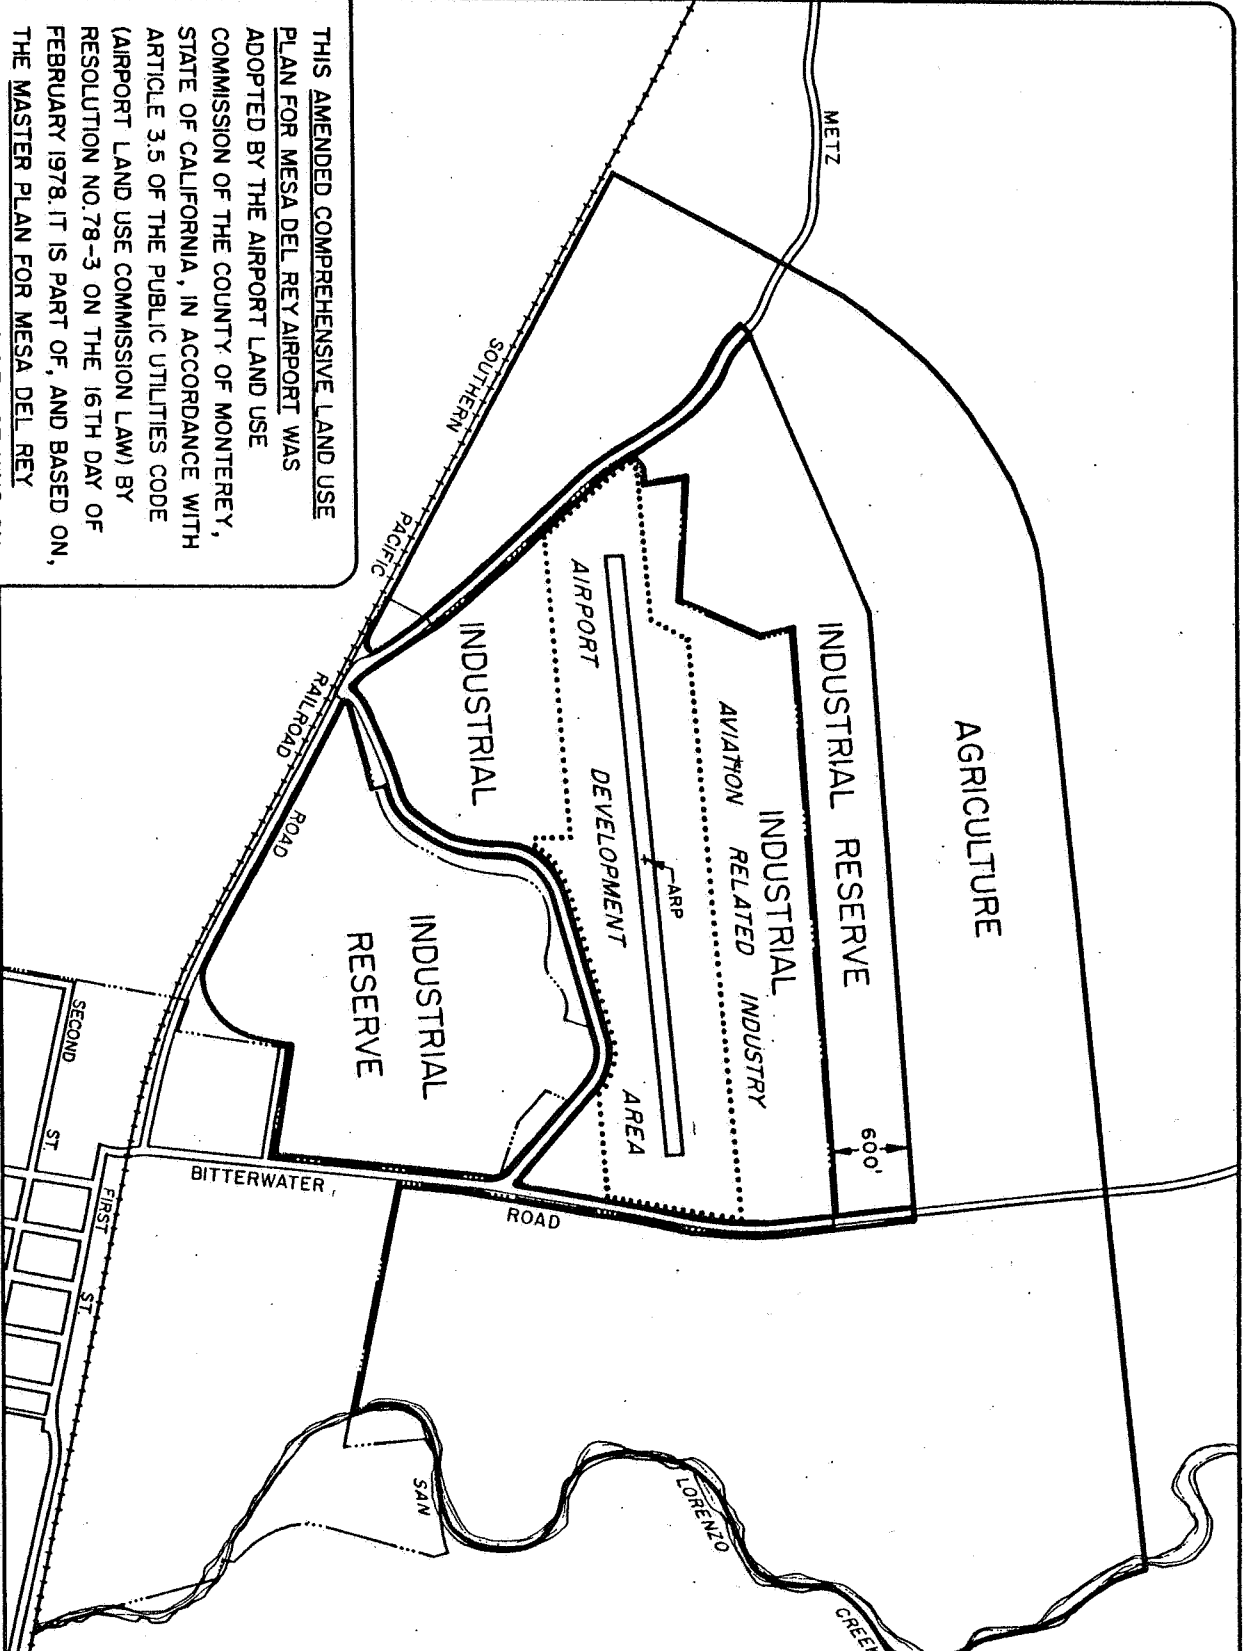 THIS AMENDED COMPREHENSIVE LAND USE
PLAN FOR MESA DEL REY AIRPORT WAS
ADOPTED BY THE AIRPORT LAND USE
COMMISSION OF THE COUNTY OF MONTEREY,
STATE OF CALIFORNIA, IN ACCORDANCE WITH
ARTICLE 3.5 OF THE PUBLIC UTILITIES CODE
(AIRPORT LAND USE COMMISSION LAW) BY
RESOLUTION NO. 78-3 ON THE 16TH DAY OF
FEBRUARY 1978. IT IS PART OF, AND BASED ON,
THE MASTER PLAN FOR MESA DEL REY
METZ
AGRICULTURE
INDUSTRIAL RESERVE
600'
INDUSTRIAL
AVIATION RELATED INDUSTRY
ARP
AIRPORT DEVELOPMENT AREA
INDUSTRIAL
INDUSTRIAL
RESERVE
SOUTHERN PACIFIC RAILROAD
ROAD
BITTERWATER ROAD
SECOND ST.
FIRST ST.
SAN LORENZO CREEK